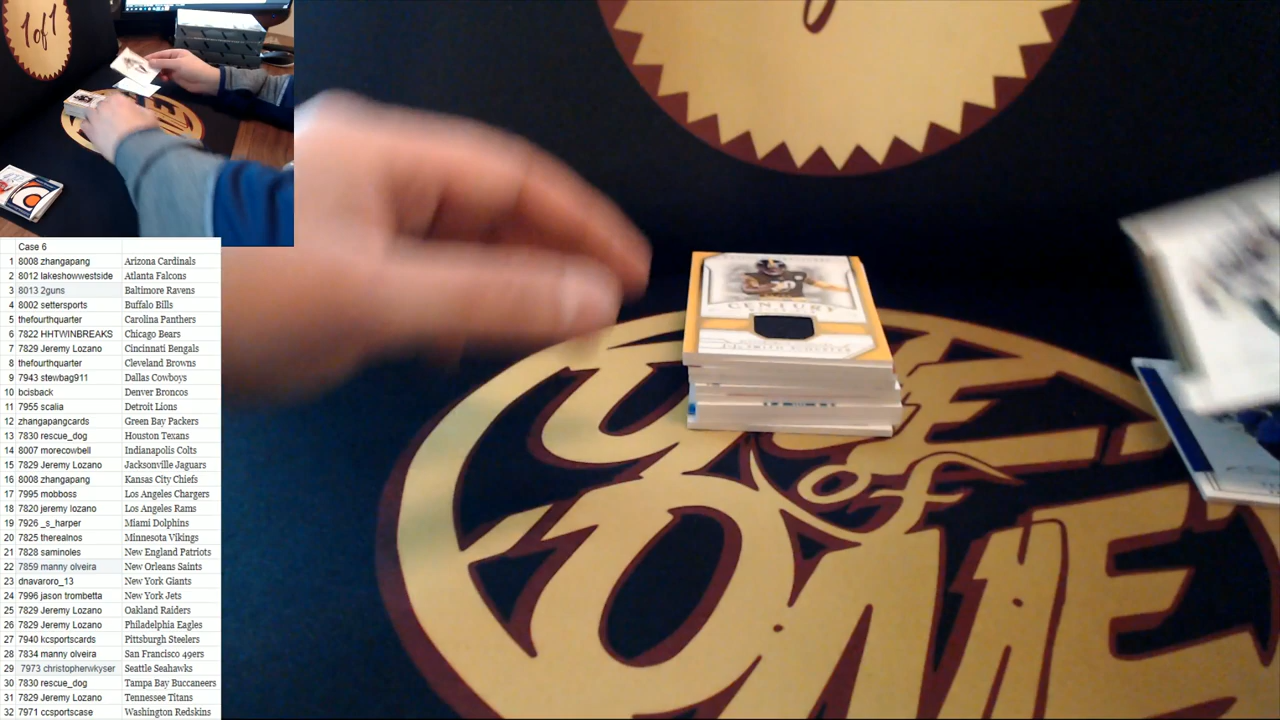 1 of 1
Case 6
1 8008 zhangapang Arizona Cardinals
2 8012 lakeshowwestside Atlanta Falcons
3 8013 2guns Baltimore Ravens
4 8002 settersports Buffalo Bills
5 thefourthquarter Carolina Panthers
6 7822 HHTWINBREAKS Chicago Bears
7 7829 Jeremy Lozano Cincinnati Bengals
8 thefourthquarter Cleveland Browns
9 7943 stewbag911 Dallas Cowboys
10 bcisback Denver Broncos
11 7955 scalia Detroit Lions
12 zhangapangcards Green Bay Packers
13 7830 rescue_dog Houston Texans
14 8007 morecowbell Indianapolis Colts
15 7829 Jeremy Lozano Jacksonville Jaguars
16 8008 zhangapang Kansas City Chiefs
17 7995 mobboss Los Angeles Chargers
18 7820 jeremy lozano Los Angeles Rams
19 7926 _s_harper Miami Dolphins
20 7825 therealnos Minnesota Vikings
21 7828 saminoles New England Patriots
22 7859 manny olveira New Orleans Saints
23 dnavaroro_13 New York Giants
24 7996 jason trombetta New York Jets
25 7829 Jeremy Lozano Oakland Raiders
26 7829 Jeremy Lozano Philadelphia Eagles
27 7940 kcsportscards Pittsburgh Steelers
28 7834 manny olveira San Francisco 49ers
29 7973 christopherwkyser Seattle Seahawks
30 7830 rescue_dog Tampa Bay Buccaneers
31 7829 Jeremy Lozano Tennessee Titans
32 7971 ccsportscase Washington Redskins
CENTURY
of
ONE